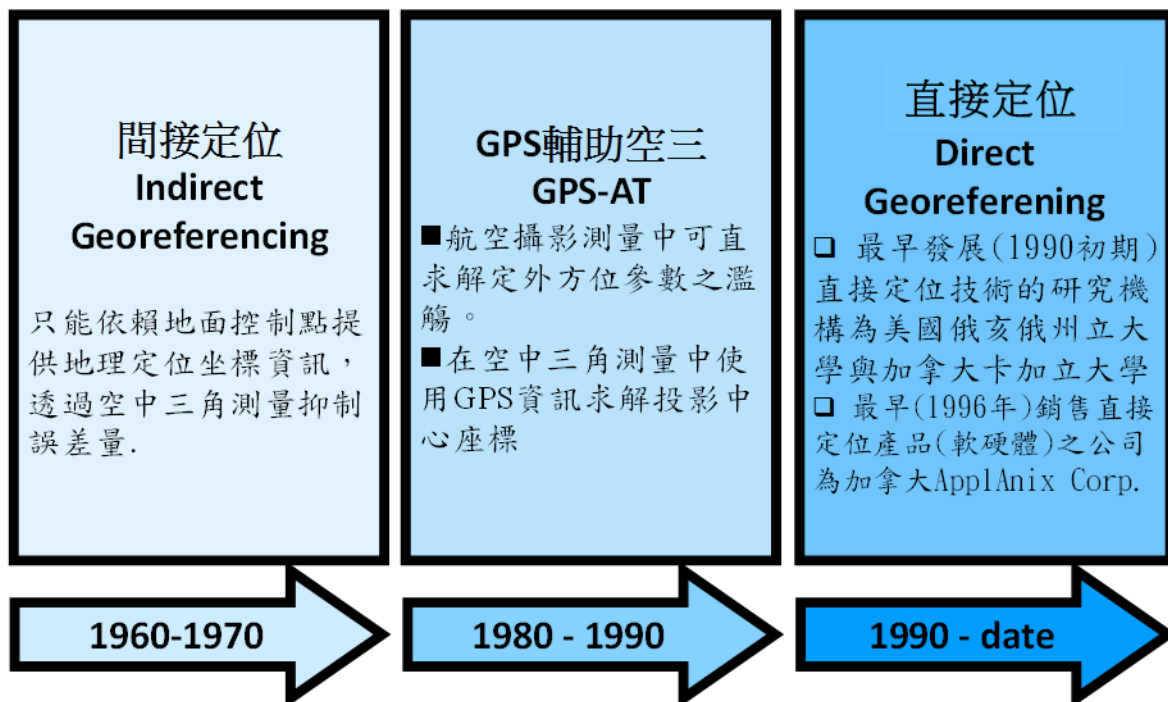 間接定位
Indirect
Georeferencing
只能依賴地面控制點提
供地理定位坐標資訊，
透過空中三角測量抑制
誤差量.
1960-1970
GPS輔助空三
GPS-AT
■航空攝影測量中可直
求解定外方位參數之濫
觴。
■在空中三角測量中使
用GPS資訊求解投影中
心座標
1980 - 1990
直接定位
Direct
Georeferening
❑ 最早發展(1990初期)
直接定位技術的研究機
構為美國俄亥俄州立大
學與加拿大卡加立大學
❑ 最早(1996年)銷售直接
定位產品(軟硬體)之公司
為加拿大ApplAnix Corp.
1990 - date